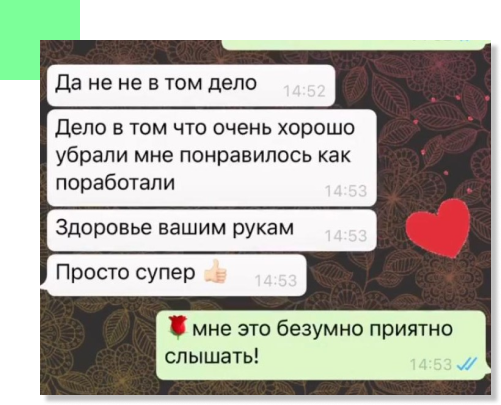 Да не не в том дело 14:52
Дело в том что очень хорошо
убрали мне понравилось как
поработали 14:53
Здоровье вашим рукам 14:53
Просто супер 👍🏻 14:53
🌹 мне это безумно приятно
слышать! 14:53